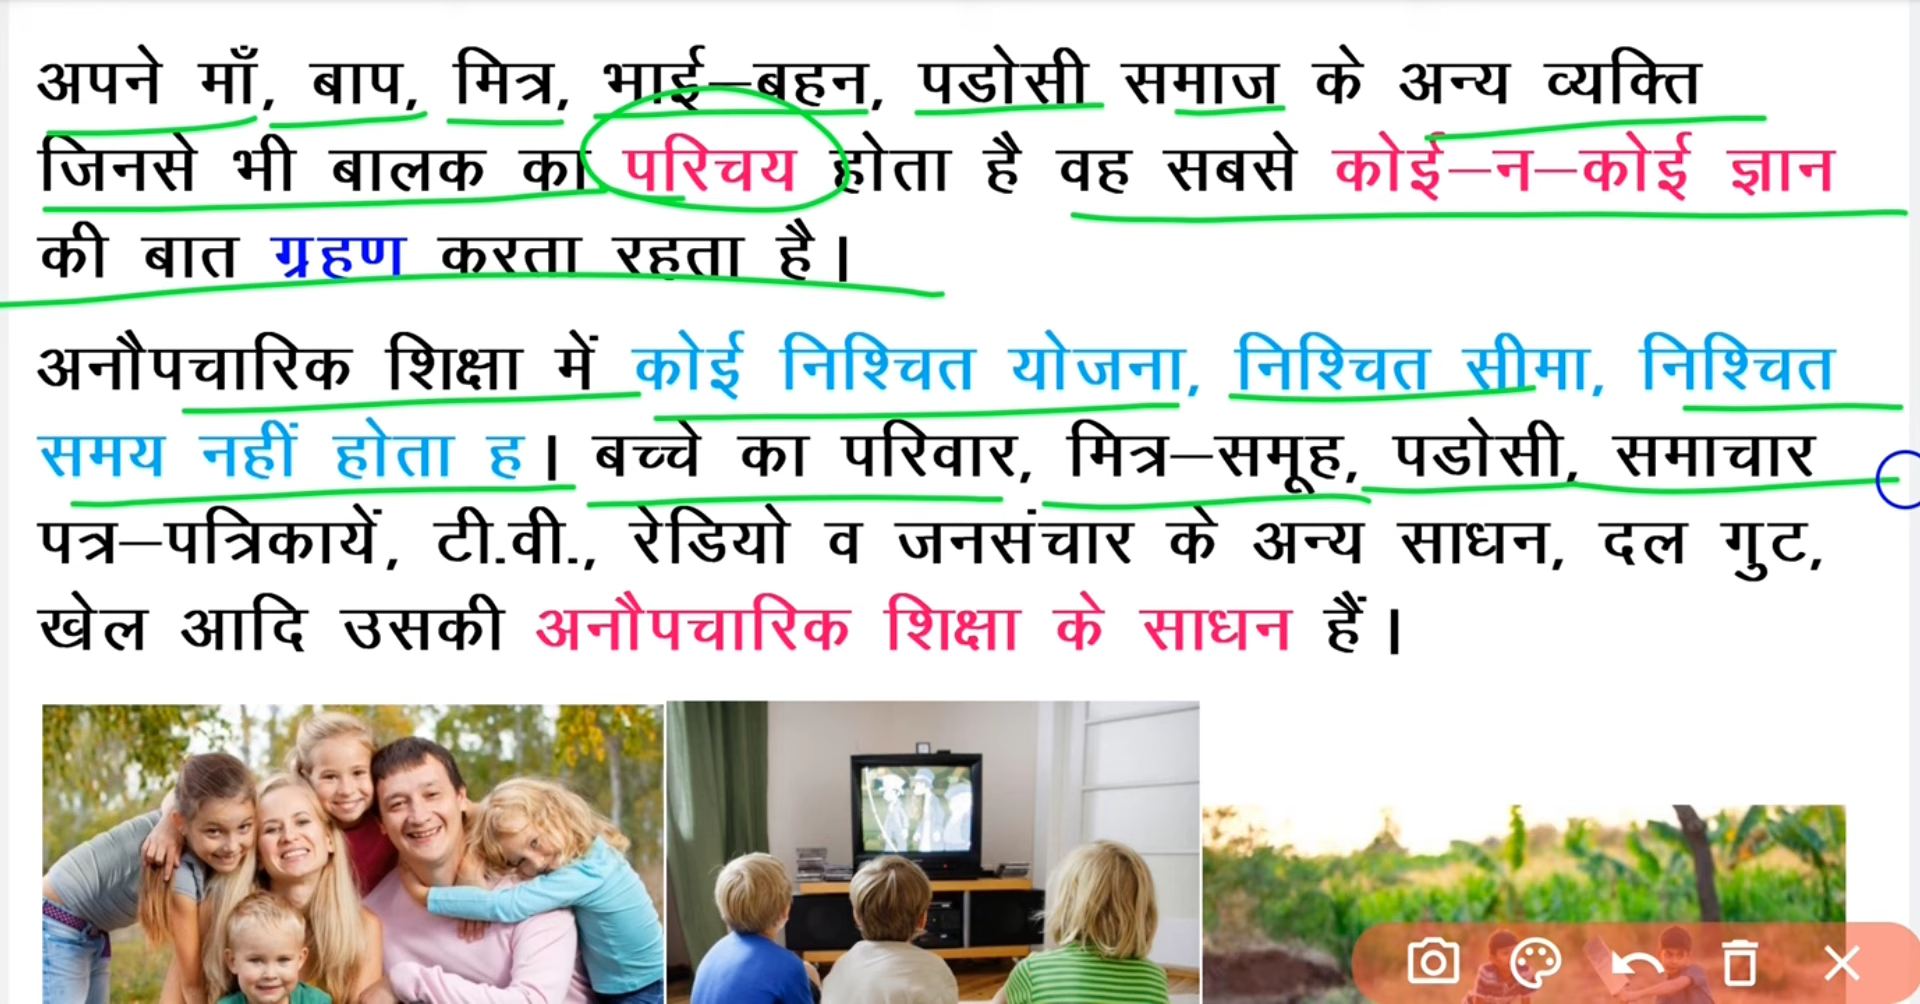 अपने माँ, बाप, मित्र, भाई–बहन, पडोसी समाज के अन्य व्यक्ति
जिनसे भी बालक का परिचय होता है वह सबसे कोई–न–कोई ज्ञान
की बात ग्रहण करता रहता है।
अनौपचारिक शिक्षा में कोई निश्चित योजना, निश्चित सीमा, निश्चित
समय नहीं होता ह। बच्चे का परिवार, मित्र–समूह, पडोसी, समाचार
पत्र–पत्रिकायें, टी.वी., रेडियो व जनसंचार के अन्य साधन, दल गुट,
खेल आदि उसकी अनौपचारिक शिक्षा के साधन हैं।